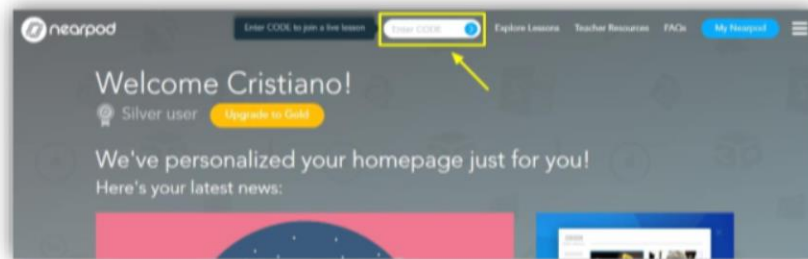 nearpod
Enter CODE to join a live lesson
Enter CODE
Explore Lessons
Teacher Resources
FAQs
My Nearpod
Welcome Cristiano!
Silver user
Upgrade to Gold
We've personalized your homepage just for you!
Here's your latest news: